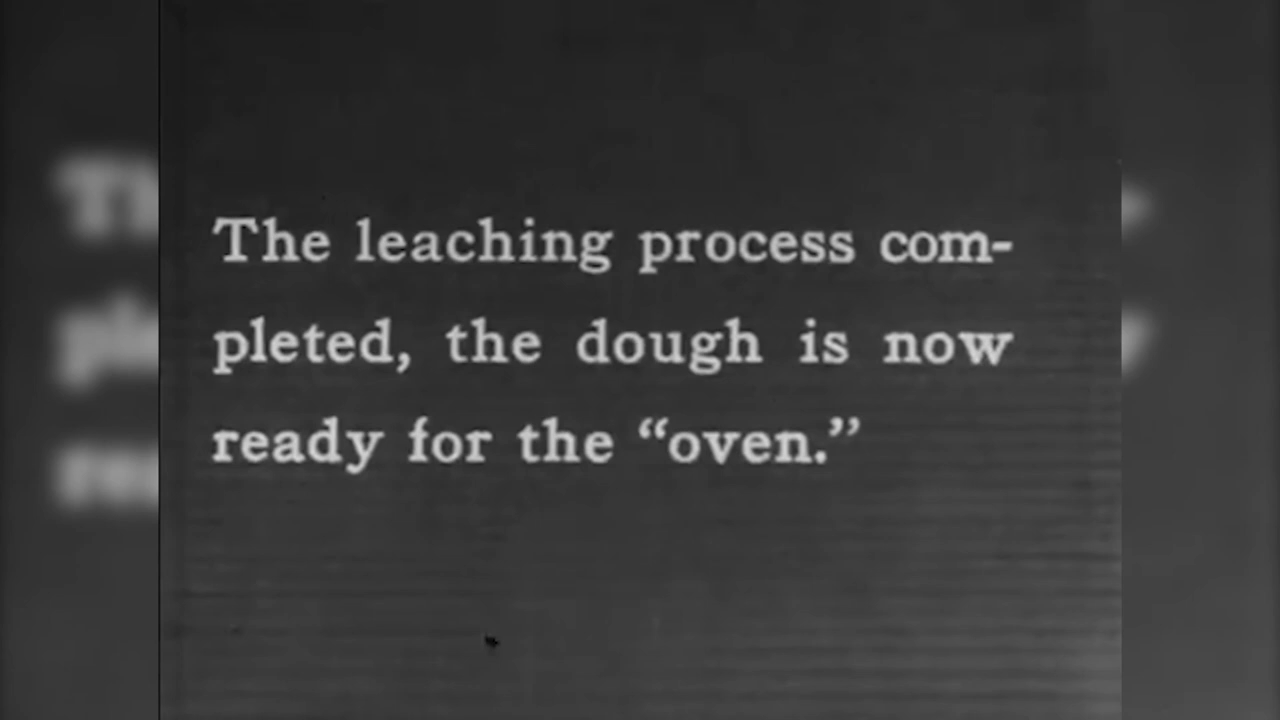 The leaching process com-
pleted, the dough is now
ready for the “oven.”